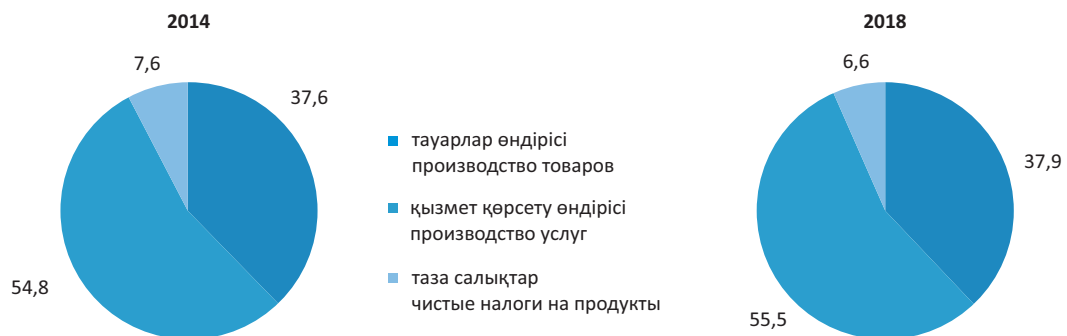 2014
7,6
37,6
54,8
тауарлар өндірісі
производство товаров
қызмет көрсету өндірісі
производство услуг
таза салықтар
чистые налоги на продукты
2018
6,6
37,9
55,5